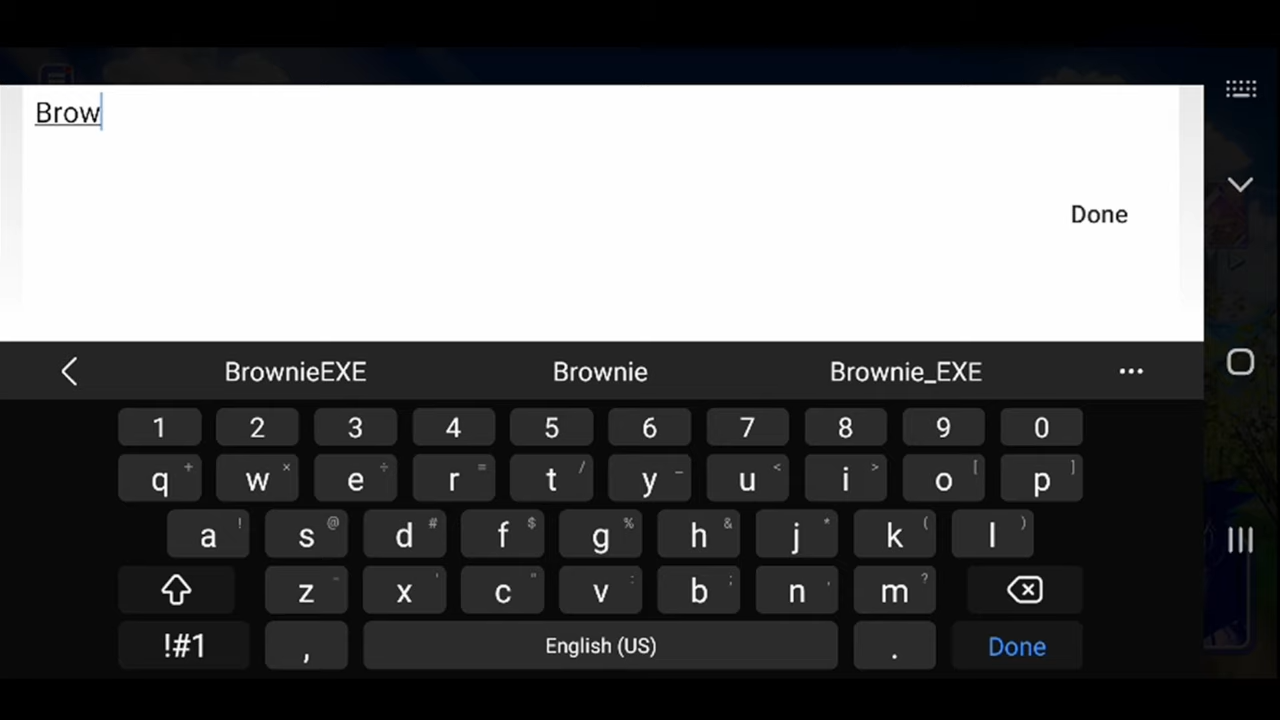 Brow
Done
BrownieEXE Brownie Brownie_EXE ...
1 2 3 4 5 6 7 8 9 0
q + w × e ÷ r = t / y _ u < i > o [ p ]
a ! s @ d # f $ g % h & j * k ( l )
z - x ' c " v : b ; n , m ?
!#1 , English (US) . Done